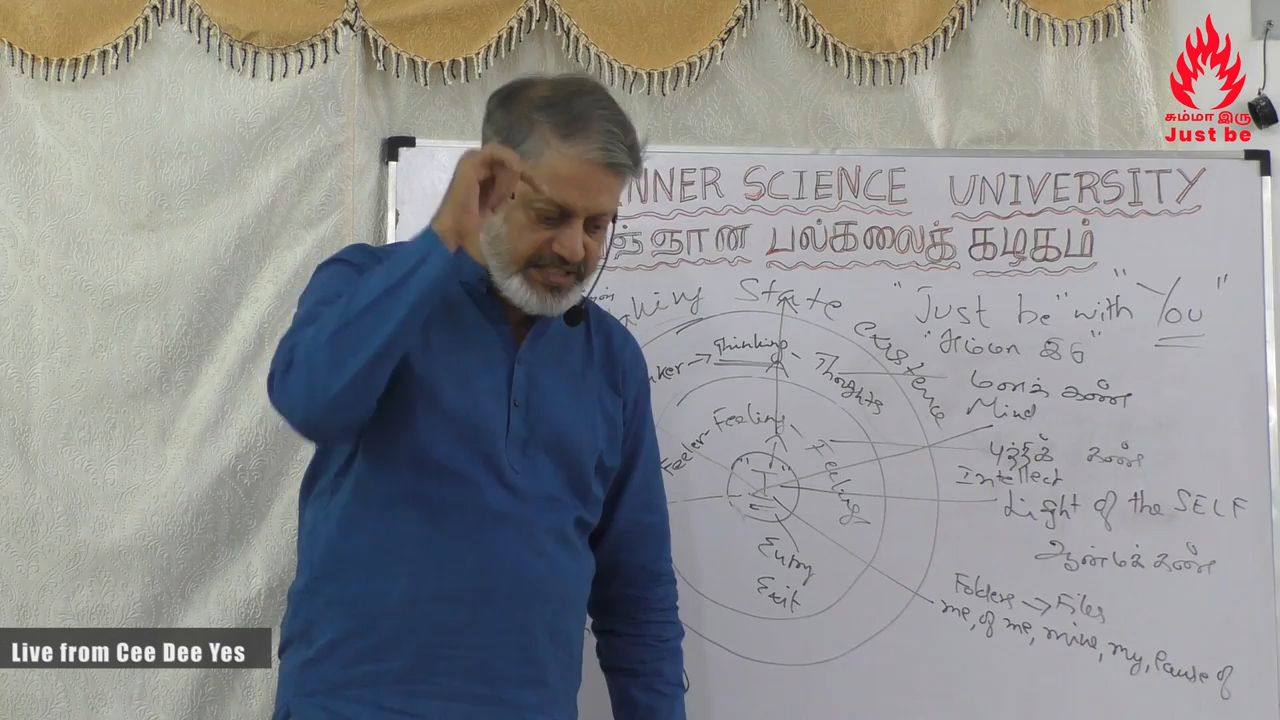 சும்மா இரு
Just be
INNER SCIENCE UNIVERSITY
பல்கலைக் கழகம்
State existence "Just be" with "You"
"சும்மா இரு"
Thinking - Thoughts
மனக் கண்
Mind
Feeler - Feeling - Feeling
புத்திக் கண்
Intellect
I
Light of the SELF
ஆன்மக் கண்
Entry
Exit
Folders → Files
me, of me, mine, my, Cause of
Live from Cee Dee Yes